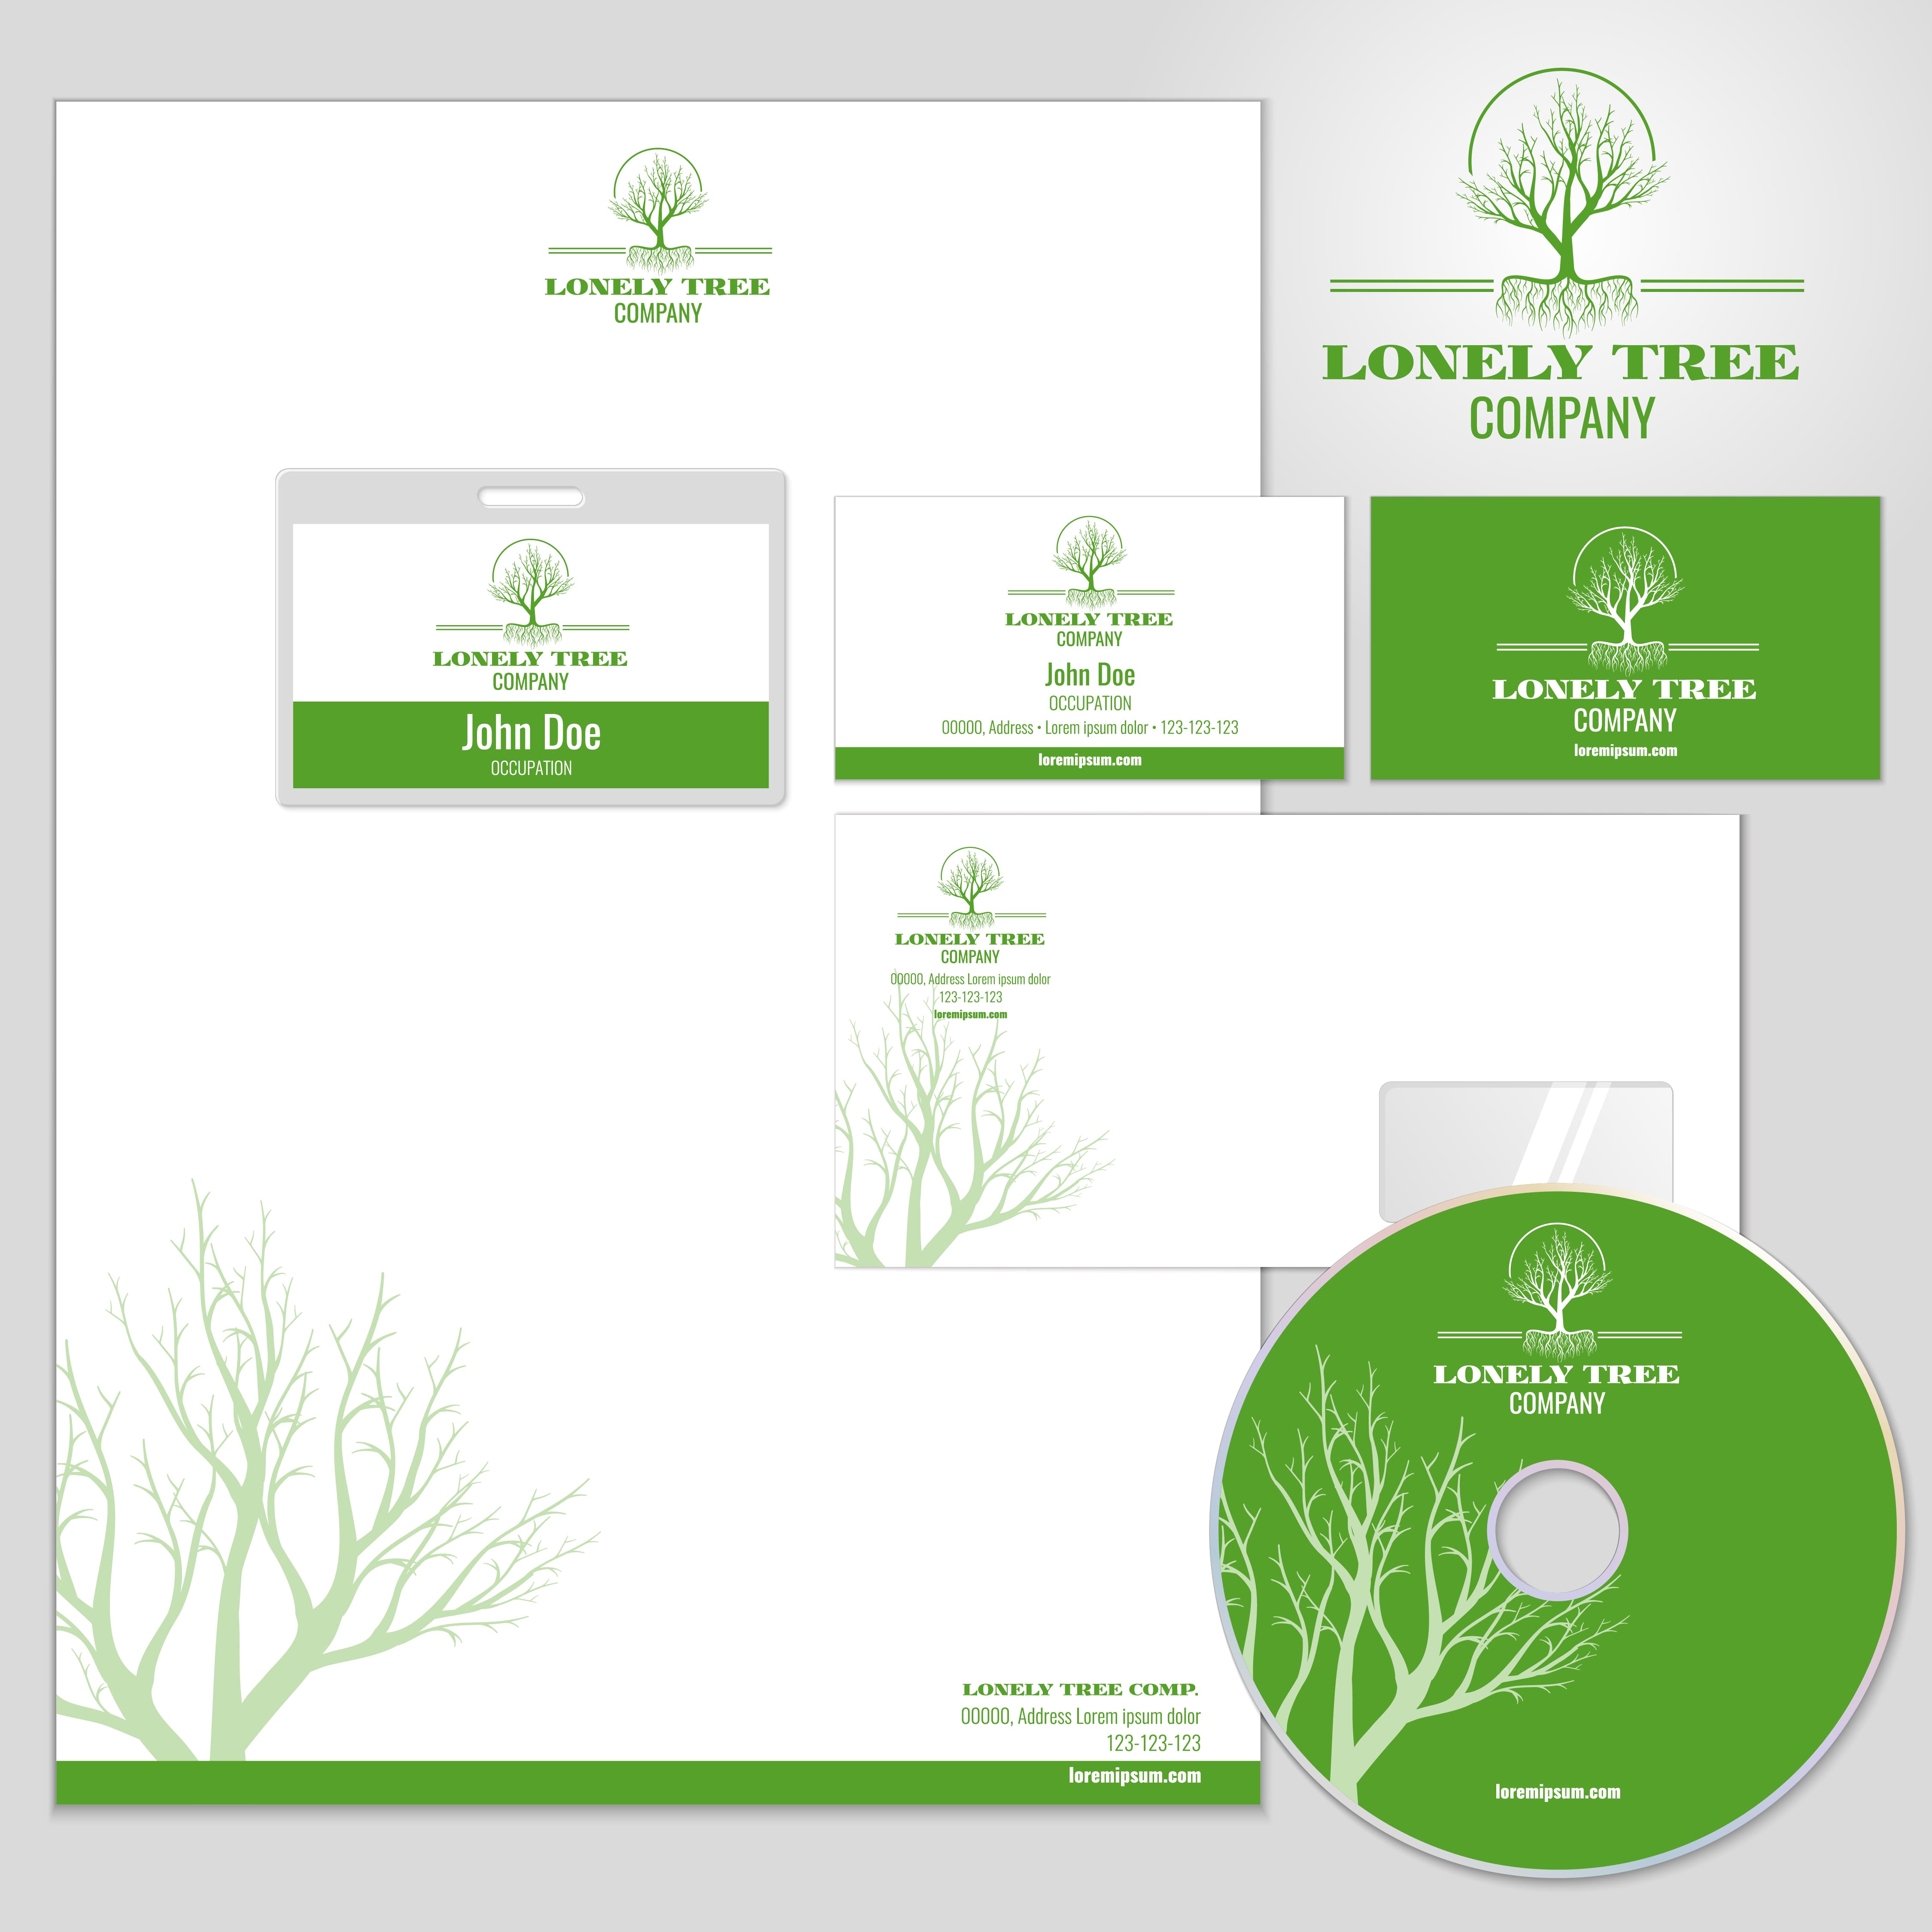 LONELY TREE
COMPANY
LONELY TREE
COMPANY
LONELY TREE
COMPANY
John Doe
OCCUPATION
LONELY TREE
COMPANY
John Doe
OCCUPATION
00000, Address • Lorem ipsum dolor • 123-123-123
loremipsum.com
LONELY TREE
COMPANY
loremipsum.com
LONELY TREE
COMPANY
00000, Address Lorem ipsum dolor
123-123-123
loremipsum.com
LONELY TREE
COMPANY
loremipsum.com
LONELY TREE COMP.
00000, Address Lorem ipsum dolor
123-123-123
loremipsum.com